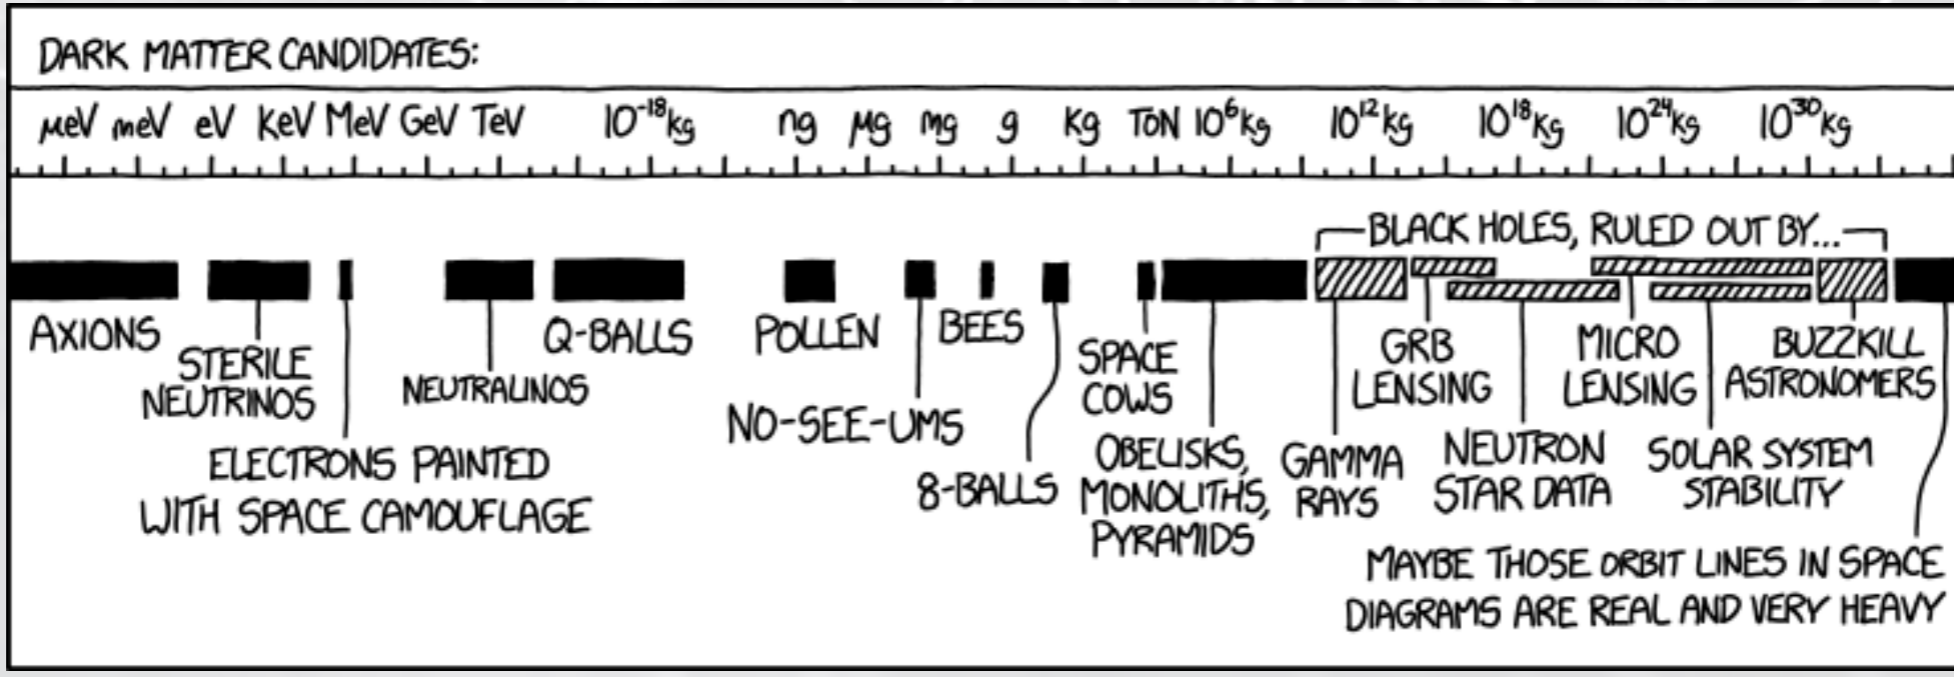 DARK MATTER CANDIDATES:
µeV meV eV keV MeV GeV TeV 10⁻¹⁸kg ng µg mg g kg TON 10⁶kg 10¹²kg 10¹⁸kg 10²⁴kg 10³⁰kg
BLACK HOLES, RULED OUT BY...
AXIONS
STERILE
NEUTRINOS
ELECTRONS PAINTED
WITH SPACE CAMOUFLAGE
NEUTRALINOS
Q-BALLS
POLLEN
NO-SEE-UMS
BEES
8-BALLS
SPACE
COWS
OBELISKS,
MONOLITHS,
PYRAMIDS
GAMMA
RAYS
GRB
LENSING
NEUTRON
STAR DATA
MICRO
LENSING
SOLAR SYSTEM
STABILITY
BUZZKILL
ASTRONOMERS
MAYBE THOSE ORBIT LINES IN SPACE
DIAGRAMS ARE REAL AND VERY HEAVY